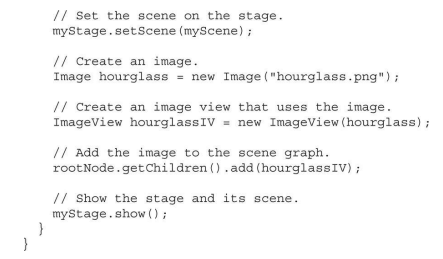 // Set the scene on the stage.
    myStage.setScene(myScene);

    // Create an image.
    Image hourglass = new Image("hourglass.png");

    // Create an image view that uses the image.
    ImageView hourglassIV = new ImageView(hourglass);

    // Add the image to the scene graph.
    rootNode.getChildren().add(hourglassIV);

    // Show the stage and its scene.
    myStage.show();
  }
}